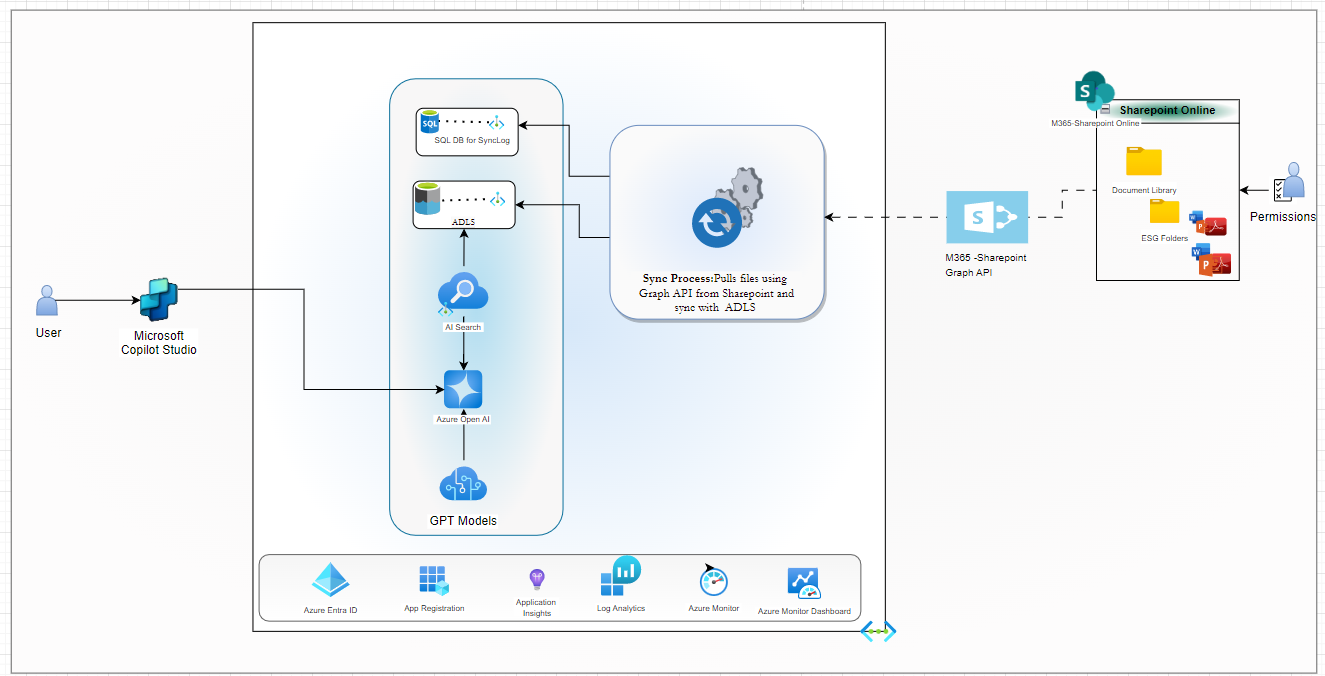 SQL
SQL DB for SyncLog
ADLS
AI Search
Azure Open AI
GPT Models
User
Microsoft
Copilot Studio
Sync Process:Pulls files using
Graph API from Sharepoint and
sync with ADLS
S
M365 -Sharepoint
Graph API
S
Sharepoint Online
M365-Sharepoint Online
Document Library
ESG Folders
W
P
W
P
Permissions
Azure Entra ID
App Registration
Application
Insights
Log Analytics
Azure Monitor
Azure Monitor Dashboard